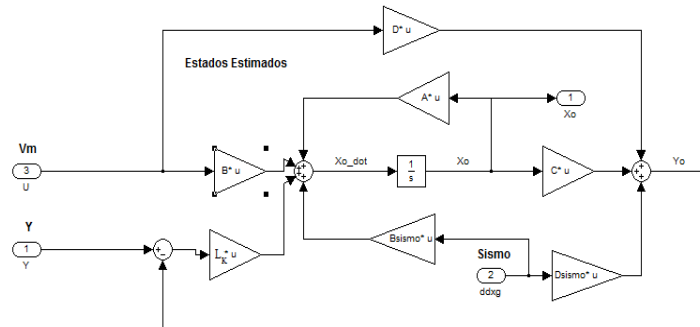 D* u
Estados Estimados
A* u
1
Xo
Vm
3
U
B* u
Xo_dot
1
s
Xo
C* u
Yo
Y
1
Y
L_K* u
Bsismo* u
Sismo
2
ddxg
Dsismo* u